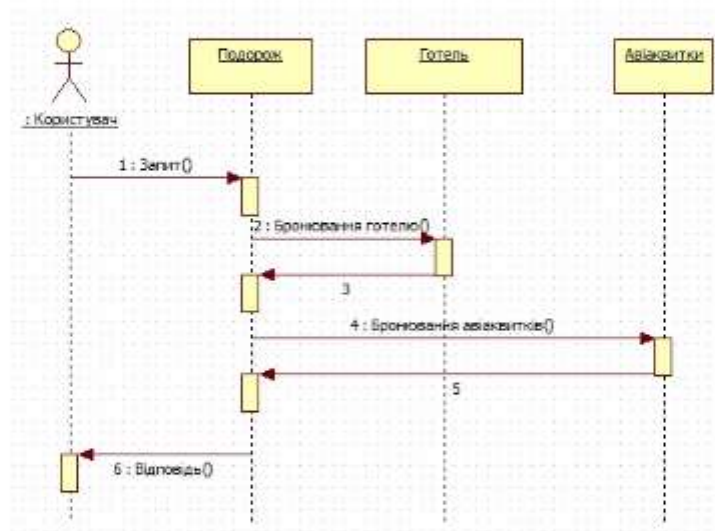 Подорож
Готель
Авіаквитки
: Користувач
1 : Запит()
2 : Бронювання готелю()
3
4 : Бронювання авіаквитків()
5
6 : Відповідь()